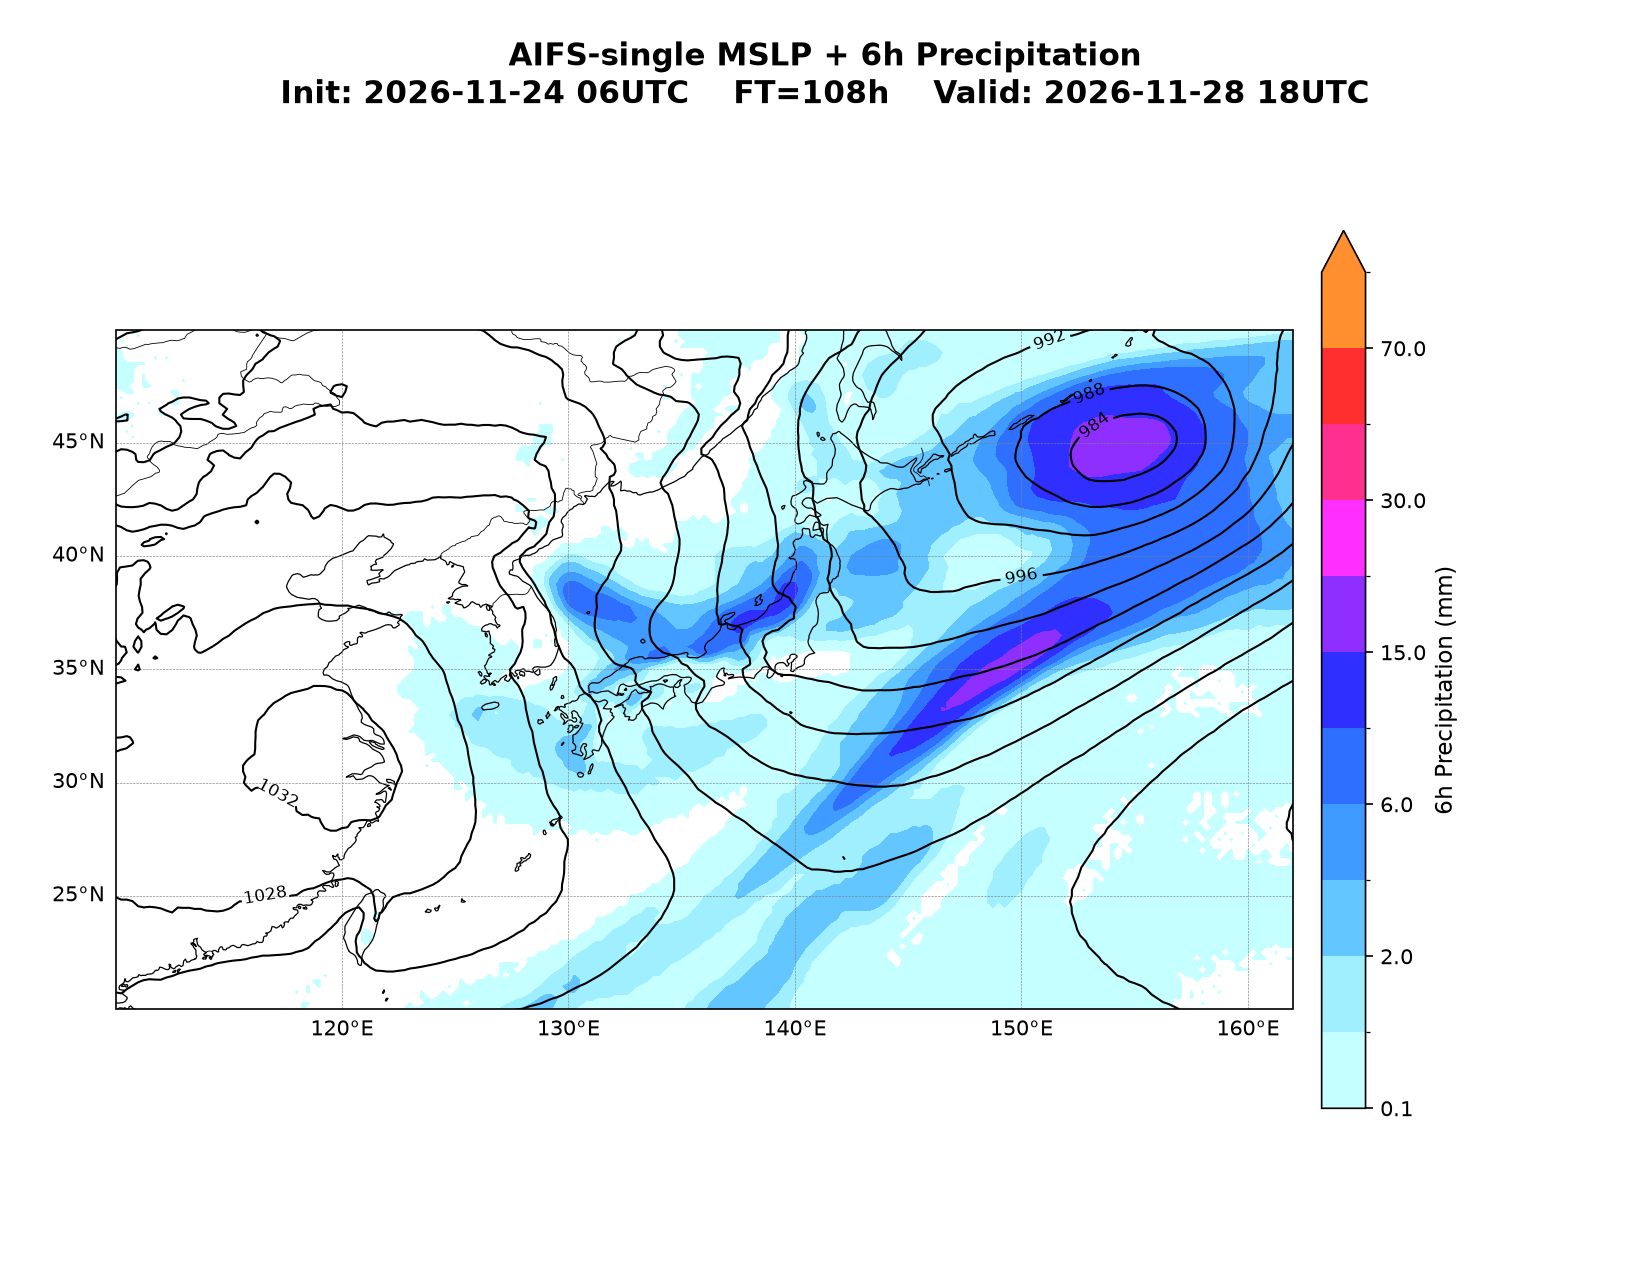 AIFS-single MSLP + 6h Precipitation
Init: 2026-11-24 06UTC    FT=108h    Valid: 2026-11-28 18UTC
992
988
984
996
1032
1028
45°N
40°N
35°N
30°N
25°N
120°E
130°E
140°E
150°E
160°E
70.0
30.0
15.0
6.0
2.0
0.1
6h Precipitation (mm)